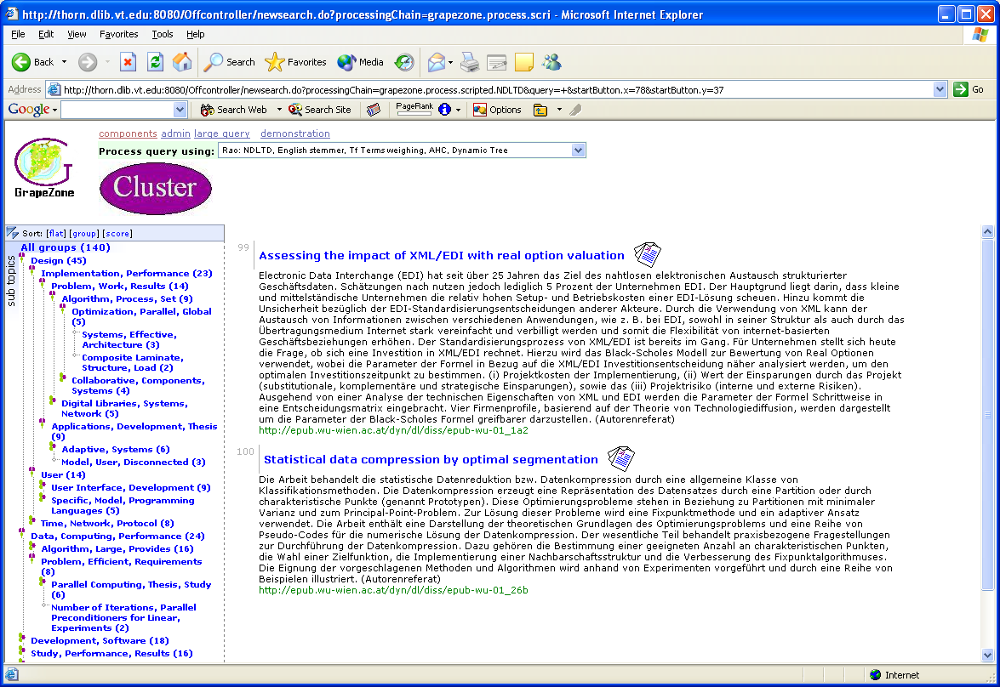 http://thorn.dlib.vt.edu:8080/Offcontroller/newsearch.do?processingChain=grapezone.process.scri - Microsoft Internet Explorer
File Edit View Favorites Tools Help
Back Search Favorites Media
Address http://thorn.dlib.vt.edu:8080/Offcontroller/newsearch.do?processingChain=grapezone.process.scripted.NDLTD&query=+&startButton.x=78&startButton.y=37 Go
Google Search Web Search Site PageRank Options
components admin large query demonstration
Process query using: Rao: NDLTD, English stemmer, Tf Terms weighing, AHC, Dynamic Tree
GrapeZone
Cluster
Sort: [flat] [group] [score]
sub topics
All groups (140)
Design (45)
Implementation, Performance (23)
Problem, Work, Results (14)
Algorithm, Process, Set (9)
Optimization, Parallel, Global
(5)
Systems, Effective,
Architecture (3)
Composite Laminate,
Structure, Load (2)
Collaborative, Components,
Systems (4)
Digital Libraries, Systems,
Network (5)
Applications, Development, Thesis
(9)
Adaptive, Systems (6)
Model, User, Disconnected (3)
User (14)
User Interface, Development (9)
Specific, Model, Programming
Languages (5)
Time, Network, Protocol (8)
Data, Computing, Performance (24)
Algorithm, Large, Provides (16)
Problem, Efficient, Requirements
(8)
Parallel Computing, Thesis, Study
(6)
Number of Iterations, Parallel
Preconditioners for Linear,
Experiments (2)
Development, Software (18)
Study, Performance, Results (16)
99
Assessing the impact of XML/EDI with real option valuation
Electronic Data Interchange (EDI) hat seit über 25 Jahren das Ziel des nahtlosen elektronischen Austausch strukturierter
Geschäftsdaten. Schätzungen nach nutzen jedoch lediglich 5 Prozent der Unternehmen EDI. Der Hauptgrund liegt darin, dass kleine
und mittelständische Unternehmen die relativ hohen Setup- und Betriebskosten einer EDI-Lösung scheuen. Hinzu kommt die
Unsicherheit bezüglich der EDI-Standardisierungsentscheidungen anderer Akteure. Durch die Verwendung von XML kann der
Austausch von Informationen zwischen verschiedenen Anwendungen, wie z. B. bei EDI, sowohl in seiner Struktur als auch durch das
Übertragungsmedium Internet stark vereinfacht und verbilligt werden und somit die Flexibilität von internet-basierten
Geschäftsbeziehungen erhöhen. Der Standardisierungsprozess von XML/EDI ist bereits im Gang. Für Unternehmen stellt sich heute
die Frage, ob sich eine Investition in XML/EDI rechnet. Hierzu wird das Black-Scholes Modell zur Bewertung von Real Optionen
verwendet, wobei die Parameter der Formel in Bezug auf die XML/EDI Investitionsentscheidung näher analysiert werden, um den
optimalen Investitionszeitpunkt zu bestimmen. (i) Projektkosten der Implementierung, (ii) Wert der Einsparungen durch das Projekt
(substitutionale, komplementäre und strategische Einsparungen), sowie das (iii) Projektrisiko (interne und externe Risiken).
Ausgehend von einer Analyse der technischen Eigenschaften von XML und EDI werden die Parameter der Formel Schrittweise in
eine Entscheidungsmatrix eingebracht. Vier Firmenprofile, basierend auf der Theorie von Technologiediffusion, werden dargestellt
um die Parameter der Black-Scholes Formel greifbarer darzustellen. (Autorenreferat)
http://epub.wu-wien.ac.at/dyn/dl/diss/epub-wu-01_1a2
100
Statistical data compression by optimal segmentation
Die Arbeit behandelt die statistische Datenreduktion bzw. Datenkompression durch eine allgemeine Klasse von
Klassifikationsmethoden. Die Datenkompression erzeugt eine Repräsentation des Datensatzes durch eine Partition oder durch
charakteristische Punkte (genannt Prototypen). Diese Optimierungsprobleme stehen in Beziehung zu Partitionen mit minimaler
Varianz und zum Principal-Point-Problem. Zur Lösung dieser Probleme wird eine Fixpunktmethode und ein adaptiver Ansatz
verwendet. Die Arbeit enthält eine Darstellung der theoretischen Grundlagen des Optimierungsproblems und eine Reihe von
Pseudo-Codes für die numerische Lösung der Datenkompression. Der wesentliche Teil behandelt praxisbezogene Fragestellungen
zur Durchführung der Datenkompression. Dazu gehören die Bestimmung einer geeigneten Anzahl an charakteristischen Punkten,
die Wahl einer Zielfunktion, die Implementierung einer Nachbarschaftsstruktur und die Verbesserung des Fixpunktalgorithmuses.
Die Eignung der vorgeschlagenen Methoden und Algorithmen wird anhand von Experimenten vorgeführt und durch eine Reihe von
Beispielen illustriert. (Autorenreferat)
http://epub.wu-wien.ac.at/dyn/dl/diss/epub-wu-01_26b
Internet